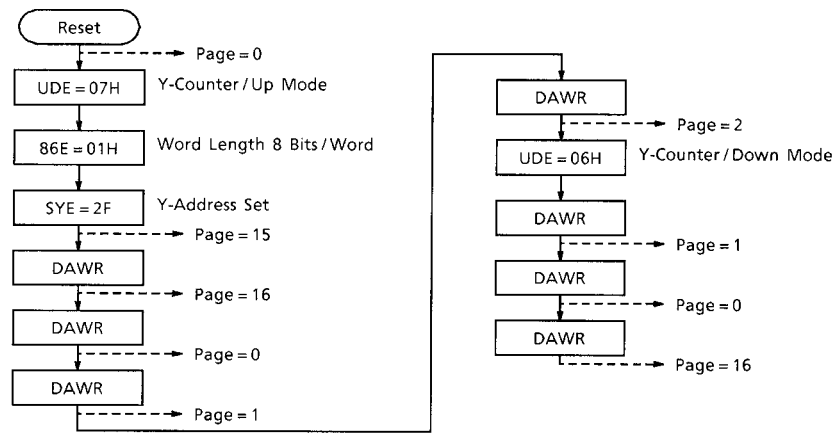 Reset
Page = 0
UDE = 07H Y-Counter / Up Mode
86E = 01H Word Length 8 Bits / Word
SYE = 2F Y-Address Set
Page = 15
DAWR
Page = 16
DAWR
Page = 0
DAWR
Page = 1
DAWR
Page = 2
UDE = 06H Y-Counter / Down Mode
DAWR
Page = 1
DAWR
Page = 0
DAWR
Page = 16